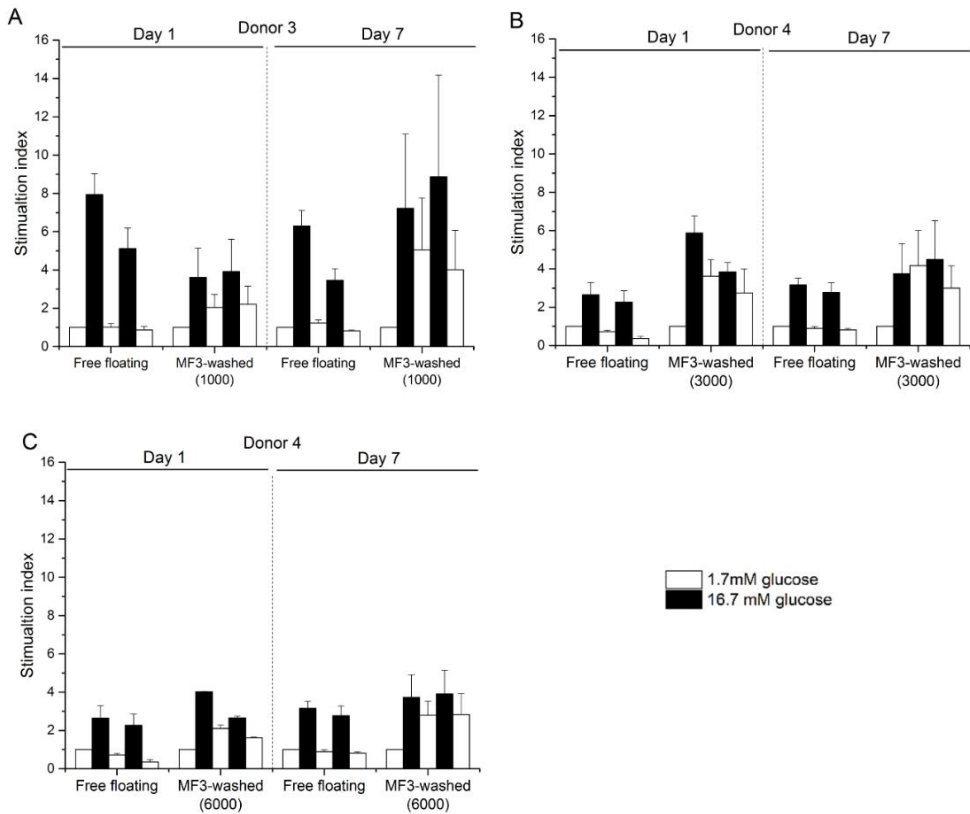 A
Donor 3
Day 1
Day 7
Stimualtion index
16
14
12
10
8
6
4
2
0
Free floating
MF3-washed
(1000)
Free floating
MF3-washed
(1000)
B
Donor 4
Day 1
Day 7
Stimulation index
16
14
12
10
8
6
4
2
0
Free floating
MF3-washed
(3000)
Free floating
MF3-washed
(3000)
C
Donor 4
Day 1
Day 7
Stimualtion index
16
14
12
10
8
6
4
2
0
Free floating
MF3-washed
(6000)
Free floating
MF3-washed
(6000)
1.7mM glucose
16.7 mM glucose